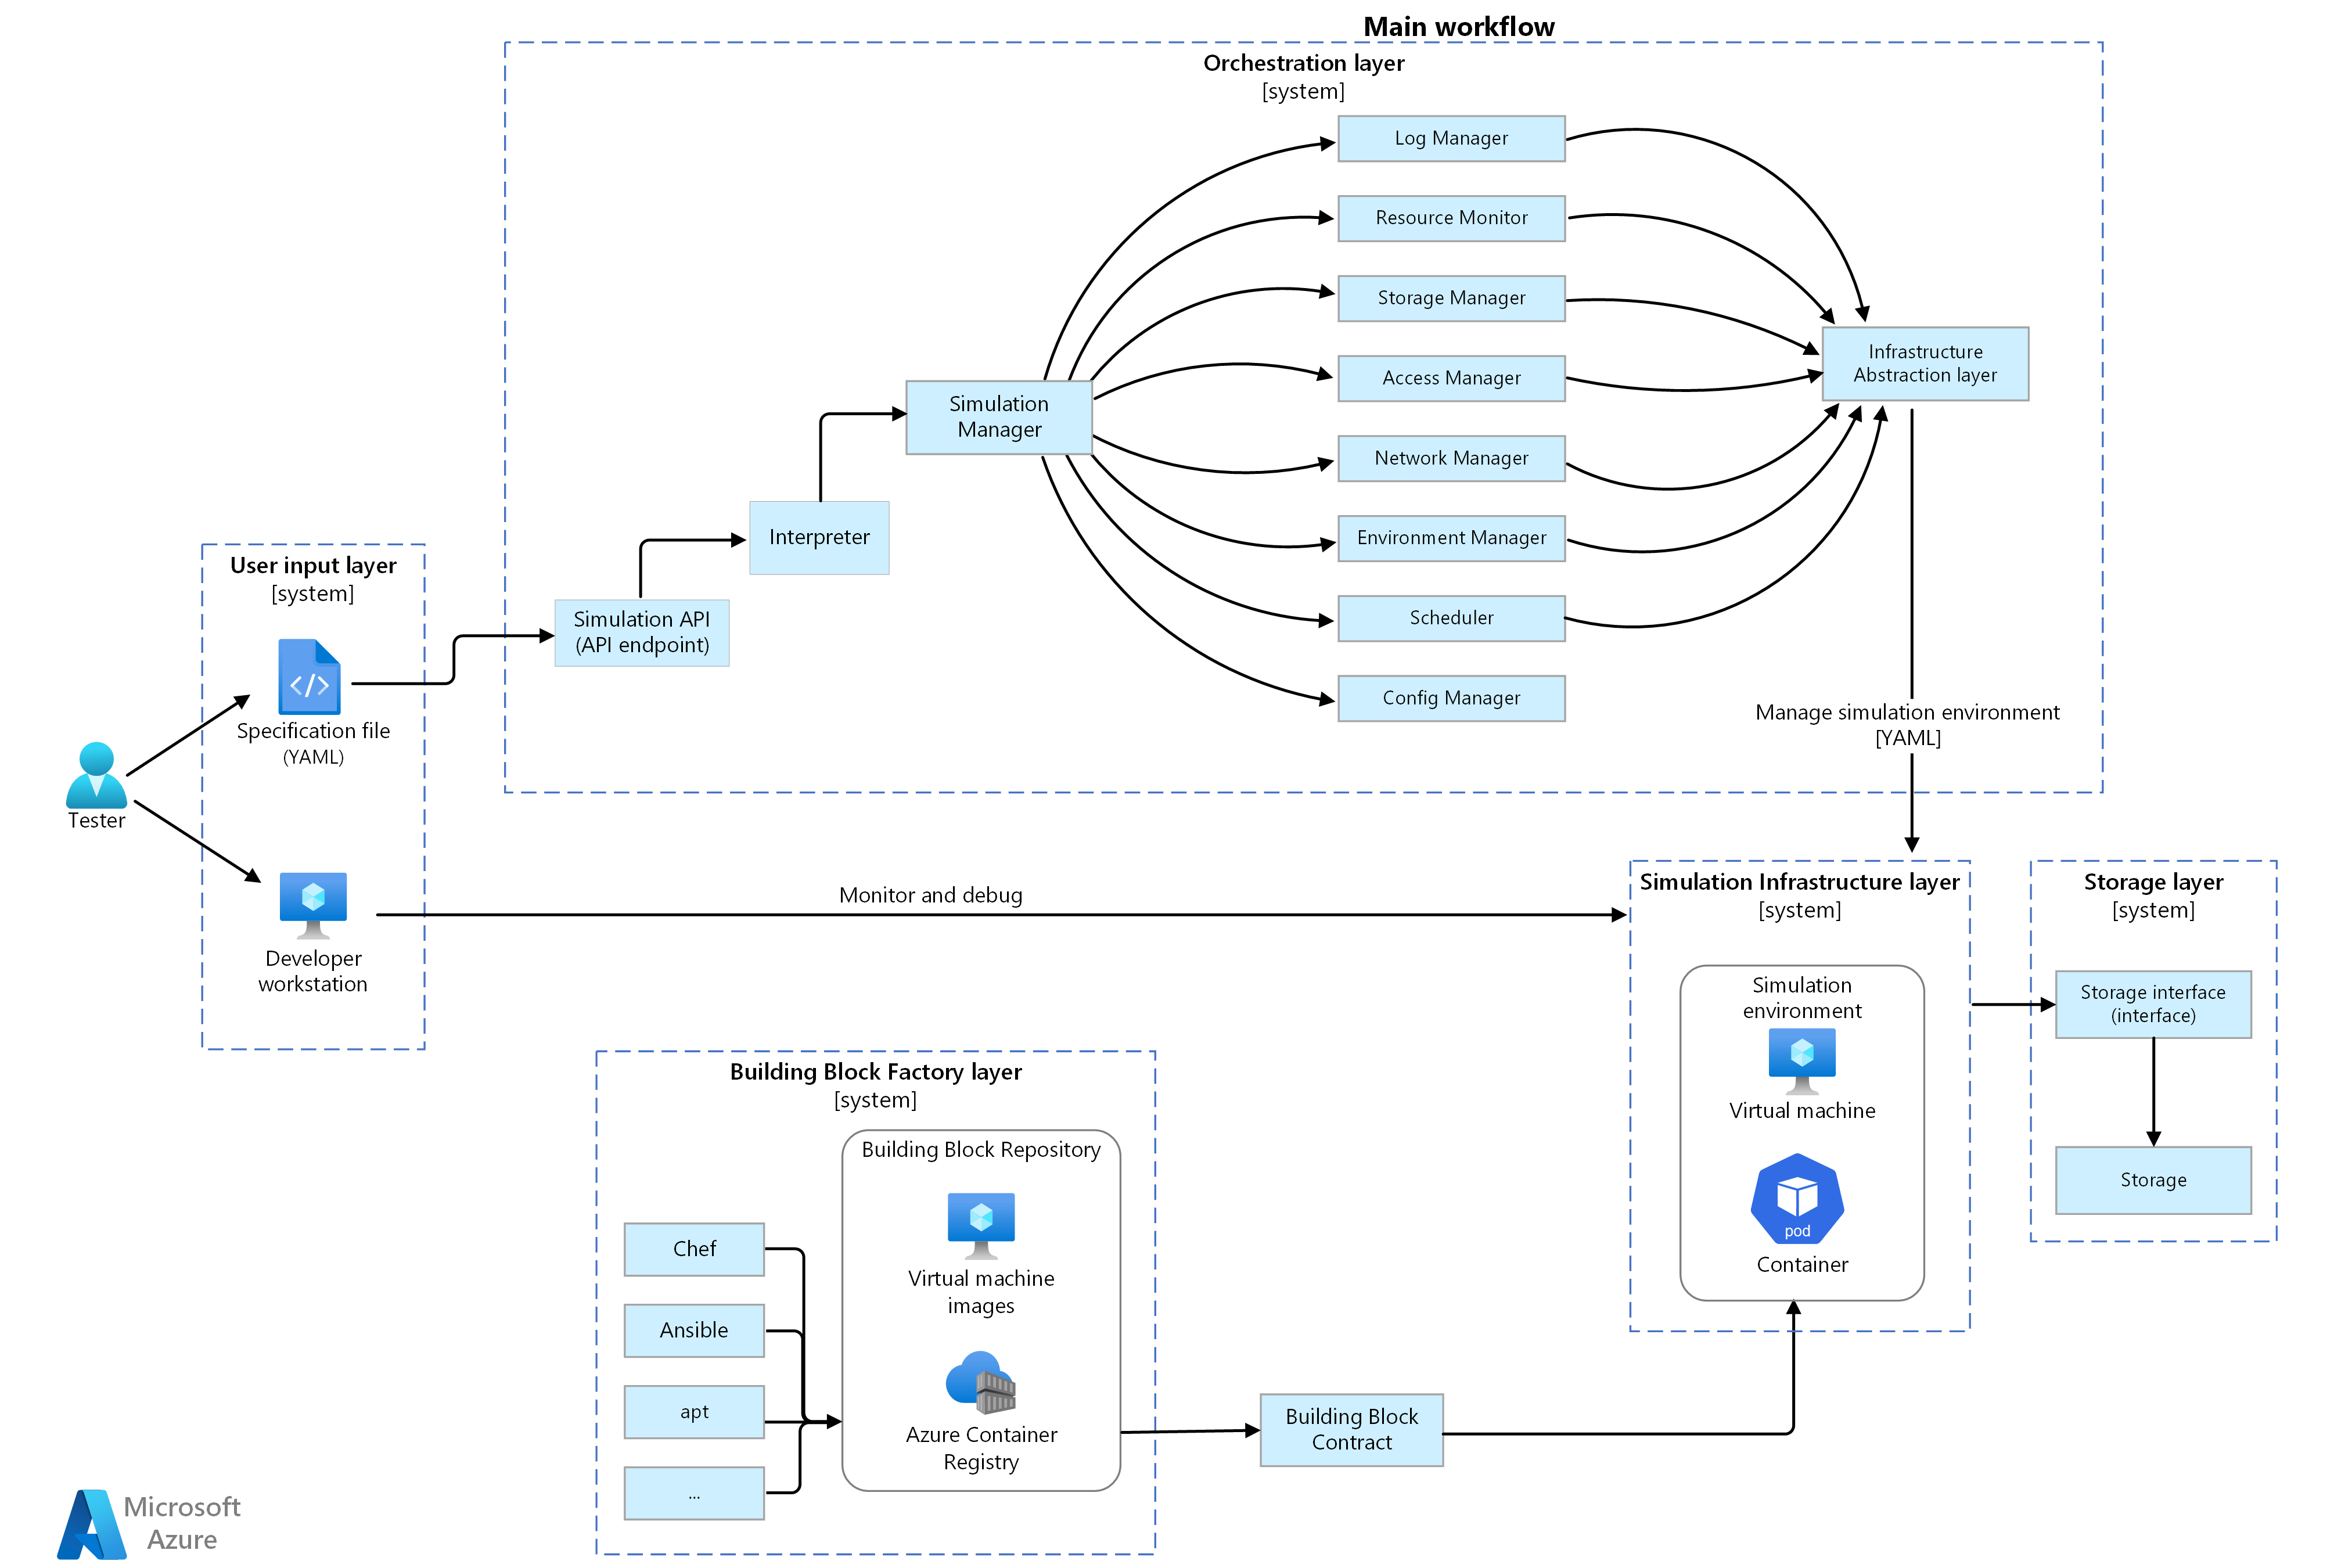 Main workflow
Orchestration layer
[system]
Log Manager
Resource Monitor
Storage Manager
Access Manager
Network Manager
Environment Manager
Scheduler
Config Manager
Infrastructure
Abstraction layer
Simulation
Manager
Interpreter
Simulation API
(API endpoint)
User input layer
[system]
Specification file
(YAML)
Tester
Developer
workstation
Manage simulation environment
[YAML]
Monitor and debug
Simulation Infrastructure layer
[system]
Simulation
environment
Virtual machine
pod
Container
Storage layer
[system]
Storage interface
(interface)
Storage
Building Block Factory layer
[system]
Building Block Repository
Virtual machine
images
Azure Container
Registry
Chef
Ansible
apt
...
Building Block
Contract
Microsoft
Azure